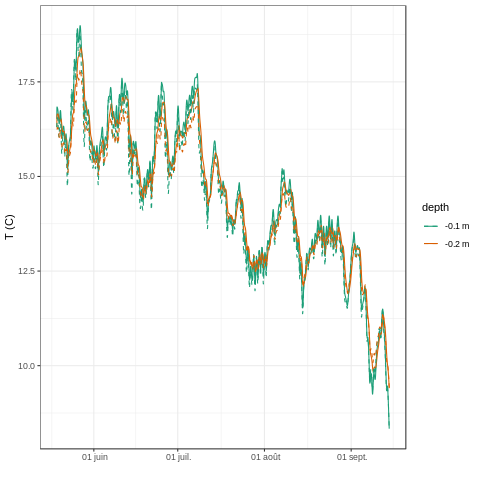 T (C)
17.5
15.0
12.5
10.0
01 juin
01 juil.
01 août
01 sept.
depth
-0.1 m
-0.2 m